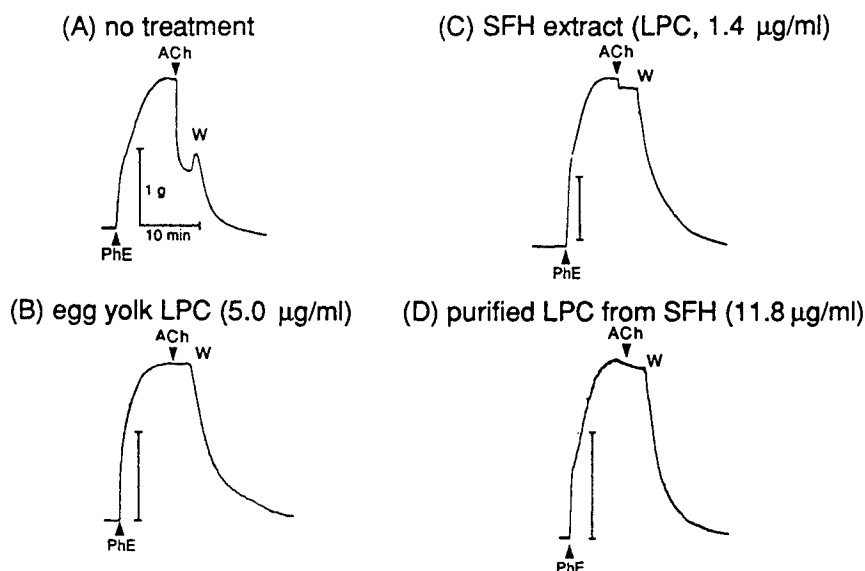 (A) no treatment
ACh
W
1 g
10 min
PhE
(C) SFH extract (LPC, 1.4 μg/ml)
ACh
W
PhE
(B) egg yolk LPC (5.0 μg/ml)
ACh
W
PhE
(D) purified LPC from SFH (11.8 μg/ml)
ACh
W
PhE